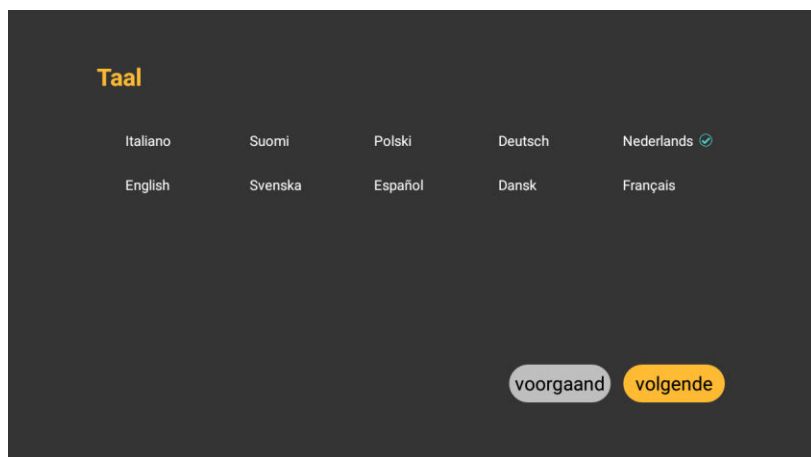 Taal
Italiano Suomi Polski Deutsch Nederlands
English Svenska Español Dansk Français
voorgaand volgende